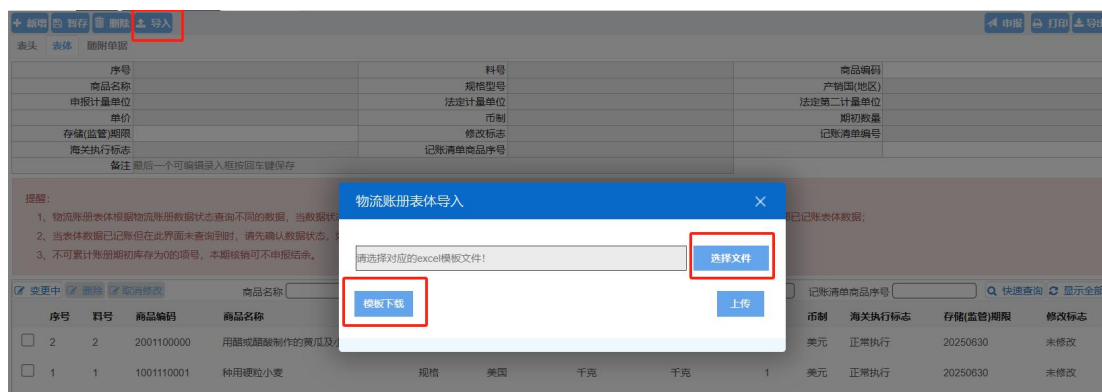 新增 暂存 删除 导入 申报 打印 导出
表头 表体 随附单据
序号 料号 商品编码
商品名称 规格型号 产销国(地区)
申报计量单位 法定计量单位 法定第二计量单位
单价 币制 期初数量
存储(监管)期限 修改标志 记账清单编号
海关执行标志 记账清单商品序号
备注 最后一个可编辑录入框按回车键保存
提醒:
1、物流账册表体根据物流账册数据状态查询不同的数据,当数据状 已记账表体数据;
2、当表体数据已记账但在此界面未查询到时,请先确认数据状态,
3、不可累计账册期初库存为0的项号,本期核销可不申报结余。
物流账册表体导入
请选择对应的excel模板文件!
选择文件
模板下载 上传
变更中 删除 取消修改 商品名称 记账清单商品序号 快速查询 显示全部
序号 料号 商品编码 商品名称 币制 海关执行标志 存储(监管)期限 修改标志
2 2 2001100000 用醋或醋酸制作的黄瓜及 美元 正常执行 20250630 未修改
1 1 1001110001 种用硬粒小麦 规格 美国 千克 千克 1 美元 正常执行 20250630 未修改